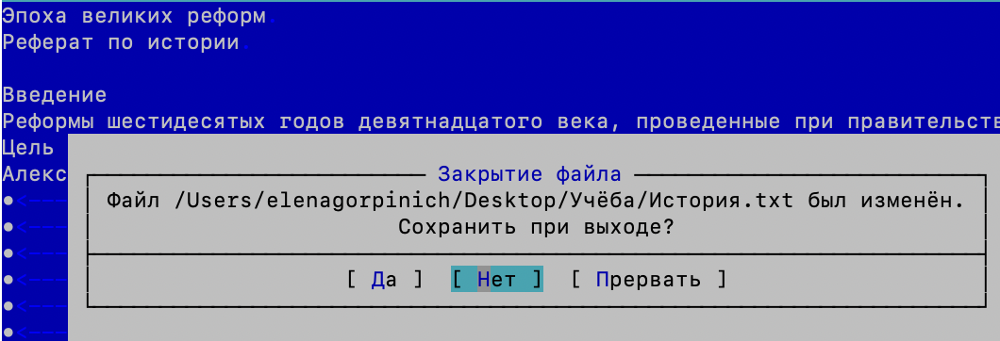 Эпоха великих реформ.
Реферат по истории.
Введение
Реформы шестидесятых годов девятнадцатого века, проведенные при правительств
Цель
Алекс
Закрытие файла
Файл /Users/elenagorpinich/Desktop/Учёба/История.txt был изменён.
Сохранить при выходе?
[ Да ] [ Нет ] [ Прервать ]